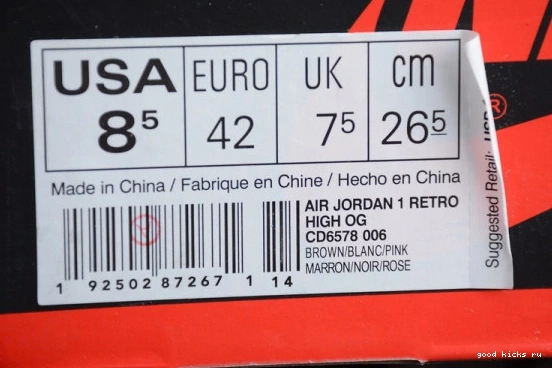 USA EURO UK cm
8⁵ 42 7⁵ 26⁵
Made in China / Fabrique en Chine / Hecho en China
AIR JORDAN 1 RETRO
HIGH OG
CD6578 006
BROWN/BLANC/PINK
MARRON/NOIR/ROSE
1 92502 87267 1 14
Suggested Retail:
®
good kicks ru